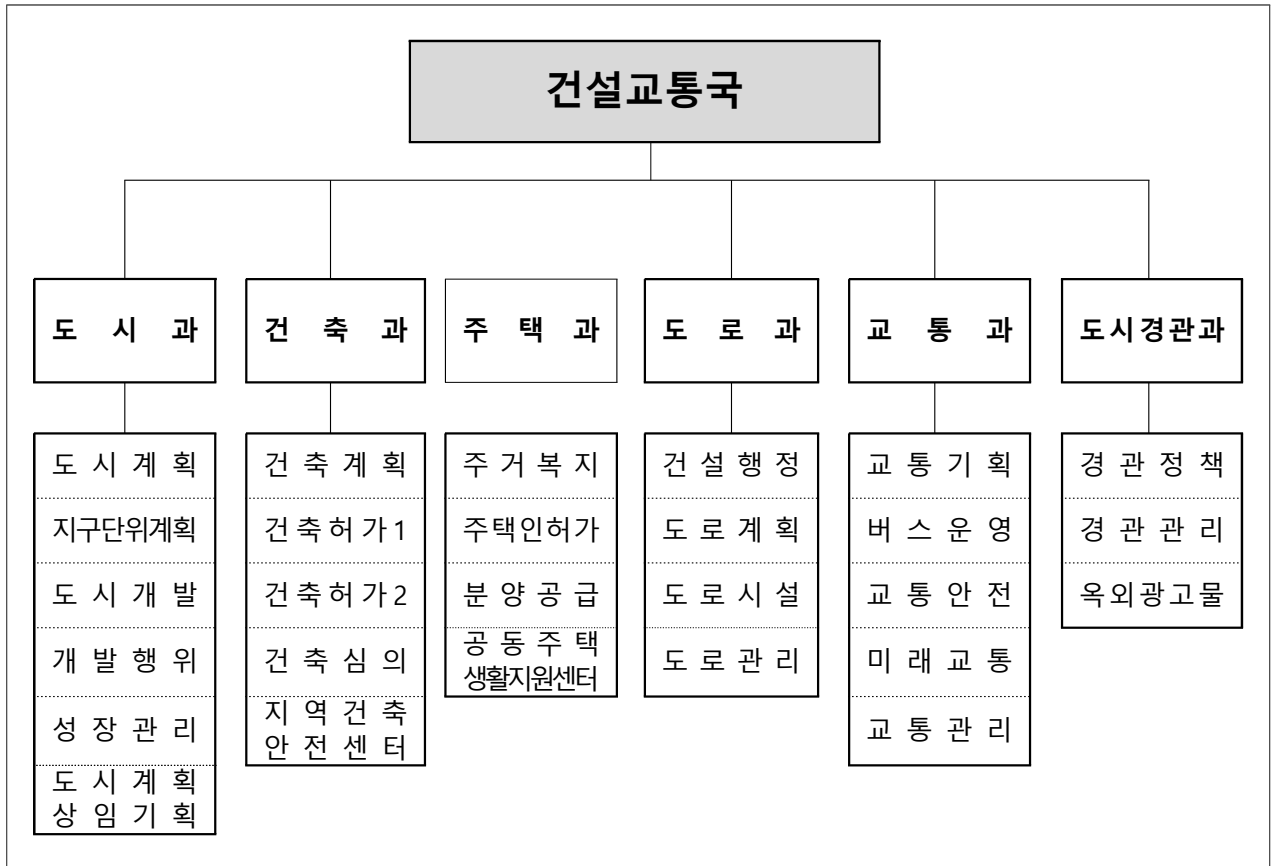 건설교통국
도시과
건축과
주택과
도로과
교통과
도시경관과
도시계획
지구단위계획
도시개발
개발행위
성장관리
도시계획
상임기획
건축계획
건축허가1
건축허가2
건축심의
지역건축
안전센터
주거복지
주택인허가
분양공급
공동주택
생활지원센터
건설행정
도로계획
도로시설
도로관리
교통기획
버스운영
교통안전
미래교통
교통관리
경관정책
경관관리
옥외광고물